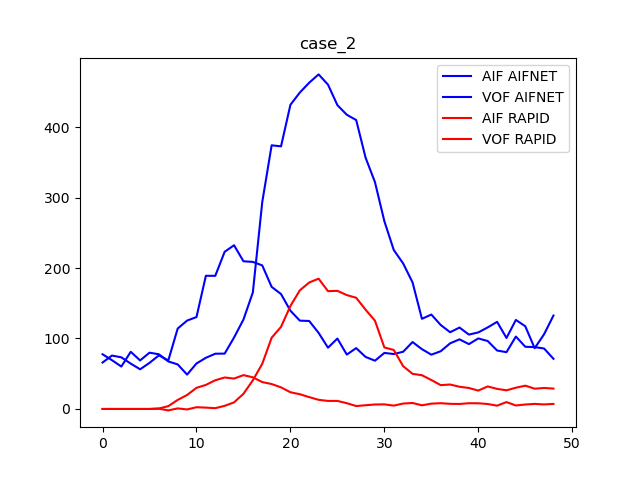 case_2
AIF AIFNET
VOF AIFNET
AIF RAPID
VOF RAPID
400
300
200
100
0
0 10 20 30 40 50